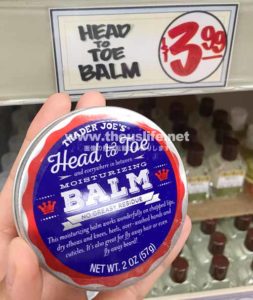 HEAD
TO
TOE
BALM
$3.99
www.theuslife.net
TRADER JOE'S
Head to Toe
and everywhere in between
MOISTURIZING
BALM
NO GREASY RESIDUE
This moisturizing balm works wonderfully on chapped lips,
dry elbows and knees, heels, over-washed hands and
cuticles. It's also great for fly away hair or even
fly away beard!
NET WT. 2 OZ (57g)